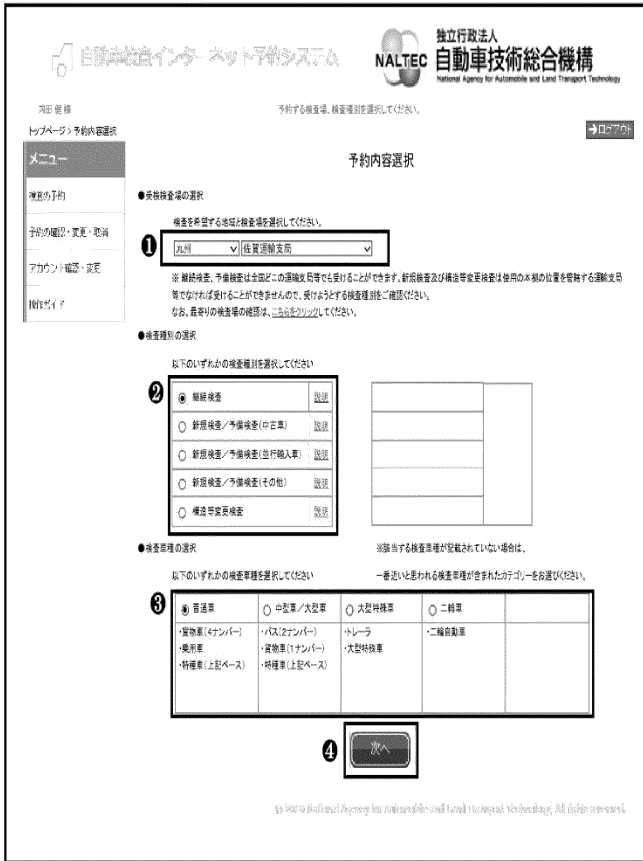 自動車検査インターネット予約システム
独立行政法人
NALTEC 自動車技術総合機構
National Agency for Automobile and Land Transport Technology
予約する検査場、検査種別を選択してください。
トップページ > 予約内容選択
ログアウト
メニュー
検査の予約
予約の確認・変更・取消
アカウント確認・変更
操作ガイド
予約内容選択
●受検検査場の選択
検査を希望する地域と検査場を選択してください。
❶ 九州 佐賀運輸支局
※ 継続検査、予備検査は全国どこの運輸支局等でも受けることができます。新規検査及び構造等変更検査は使用の本拠の位置を管轄する運輸支局
等でなければ受けることができませんので、受けようとする検査種別をご確認ください。
なお、最寄りの検査場の確認は、こちらをクリックしてください。
●検査種別の選択
以下のいずれかの検査種別を選択してください
❷ 継続検査 説明
新規検査/予備検査(中古車) 説明
新規検査/予備検査(並行輸入車) 説明
新規検査/予備検査(その他) 説明
構造等変更検査 説明
●検査車種の選択
※該当する検査車種が記載されていない場合は、
以下のいずれかの検査車種を選択してください
一番近いと思われる検査車種が含まれたカテゴリーをお選びください。
❸ 普通車 中型車/大型車 大型特殊車 二輪車
・貨物車(4ナンバー) ・バス(2ナンバー) ・トレーラ ・二輪自動車
・乗用車 ・貨物車(1ナンバー) ・大型特殊車
・特種車(上記ベース) ・特種車(上記ベース)
❹ 次へ
National Agency for Automobile and Land Transport Technology, All rights reserved.